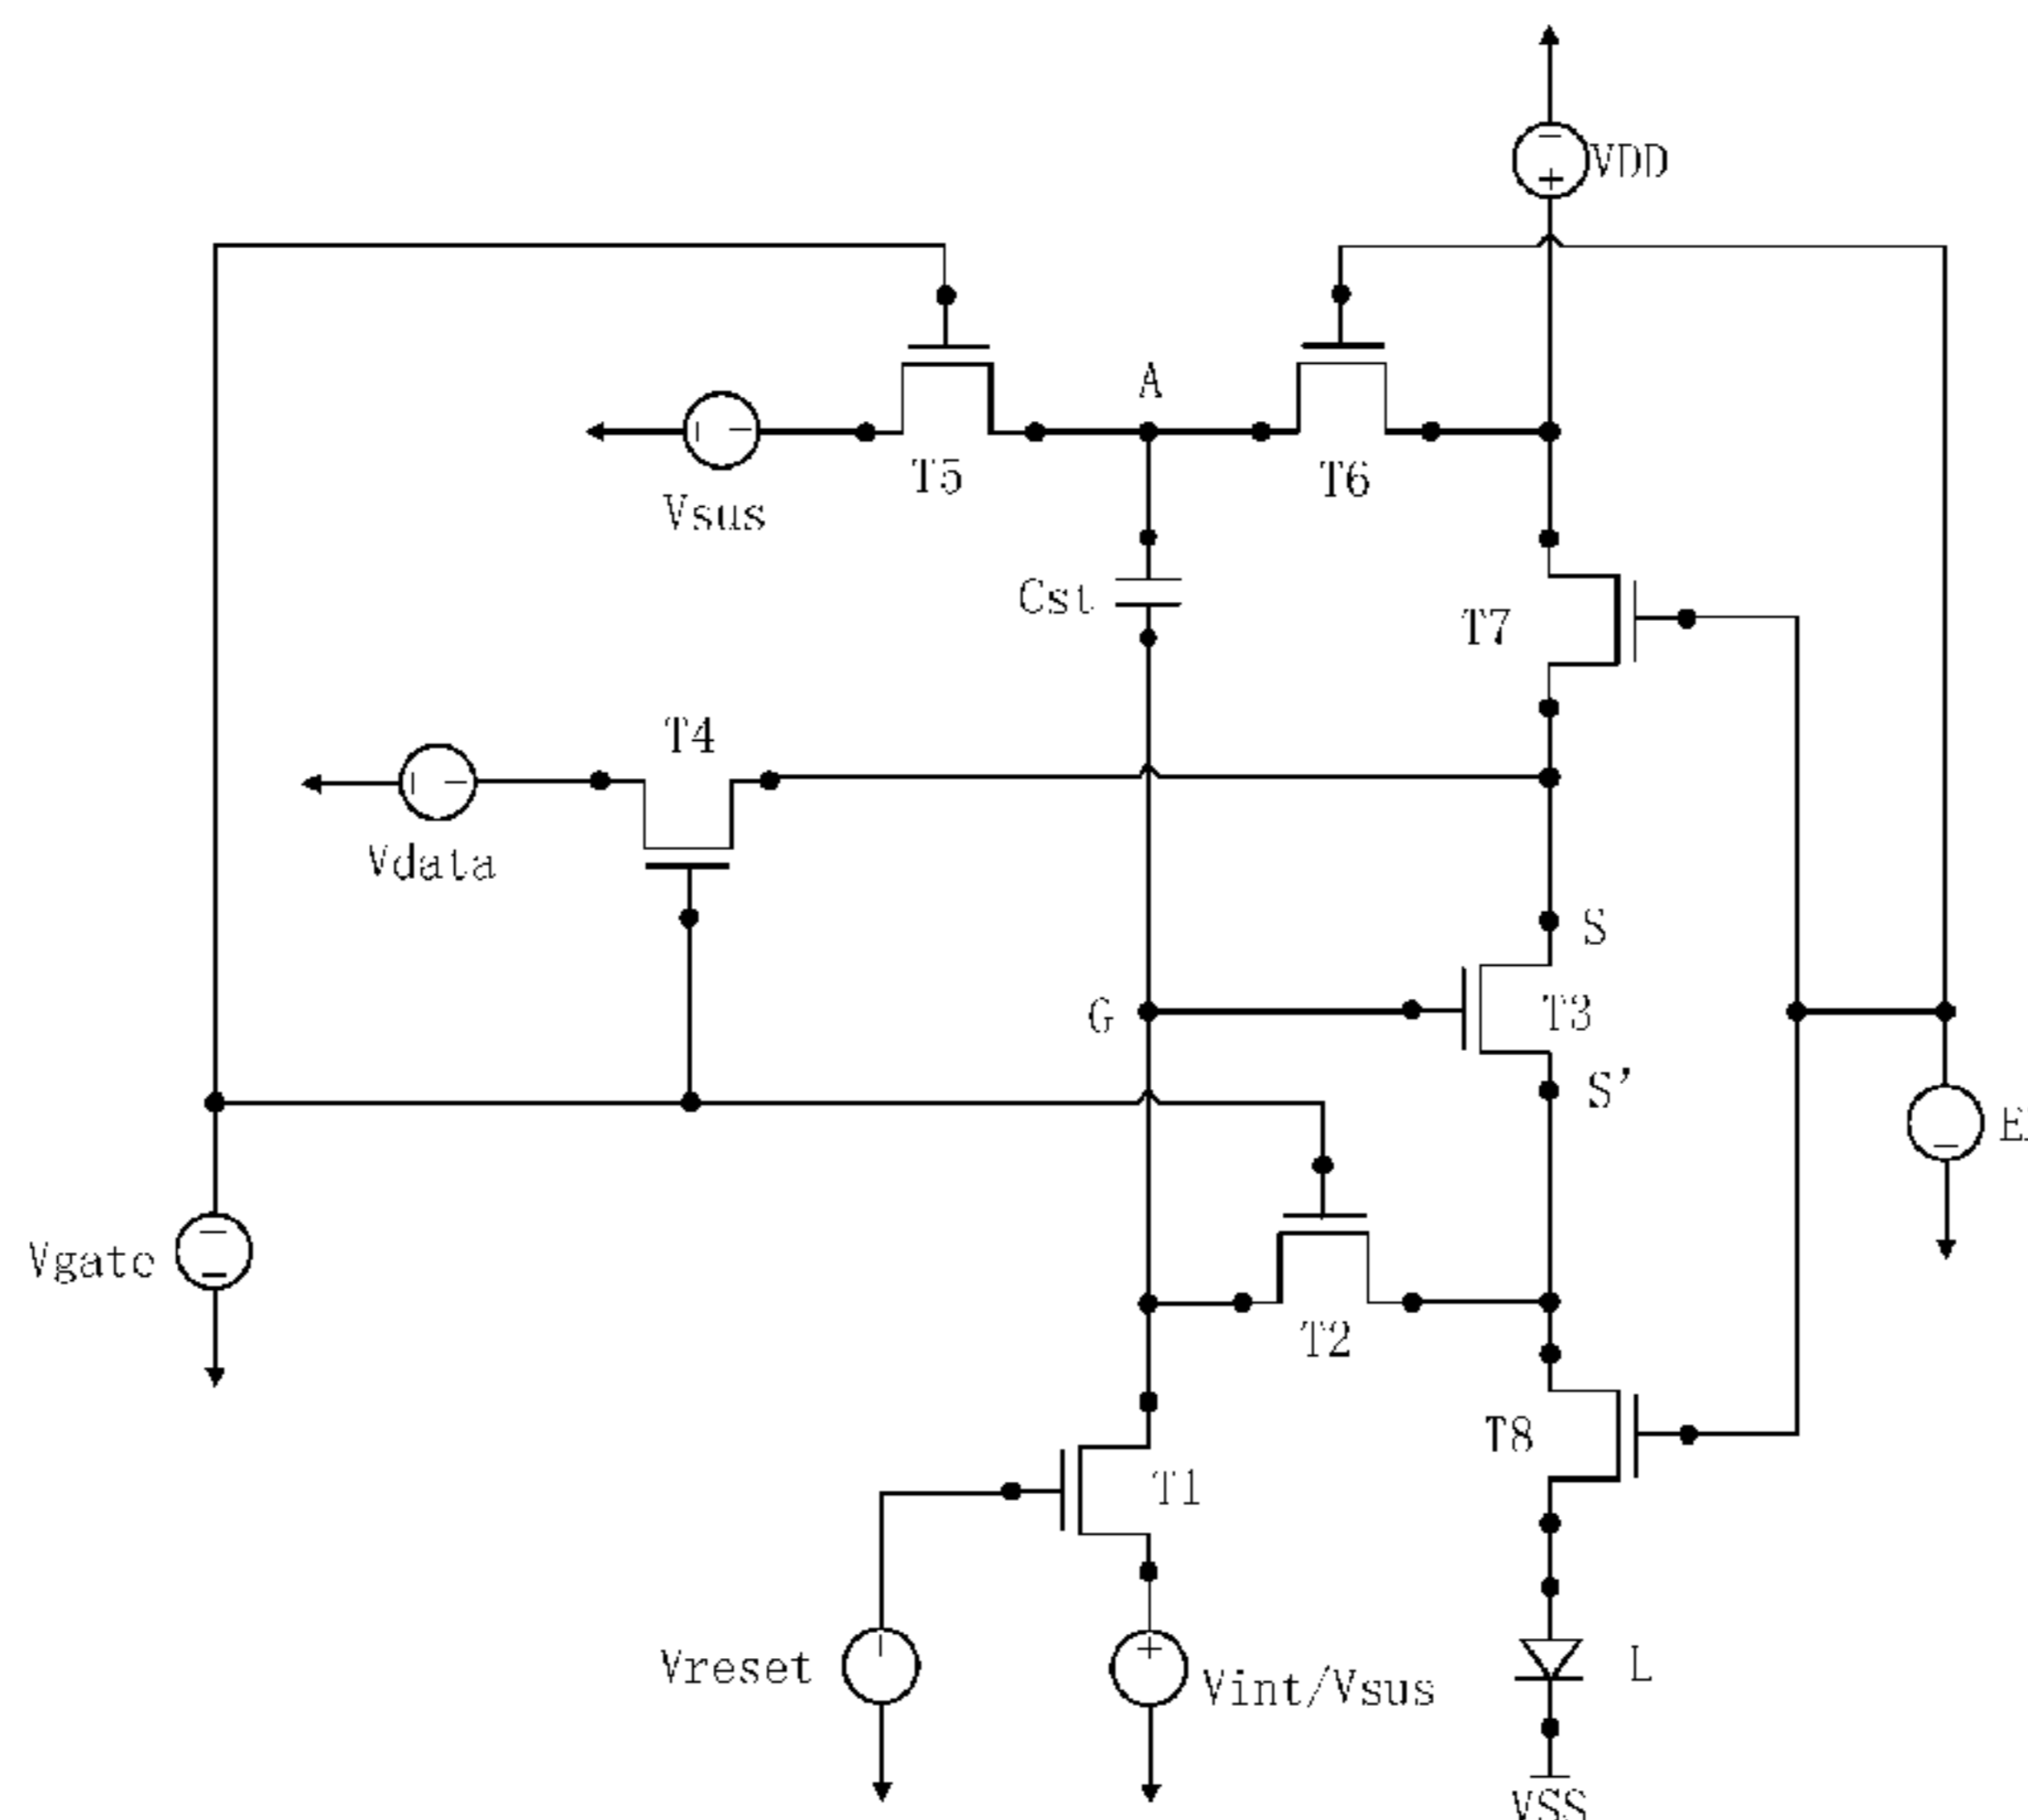 VDD
A
T5
T6
Vsus
Cst
T7
T4
Vdata
S
G
T3
S'
Vgate
T2
T8
T1
Vreset
Vint/Vsus
L
VSS